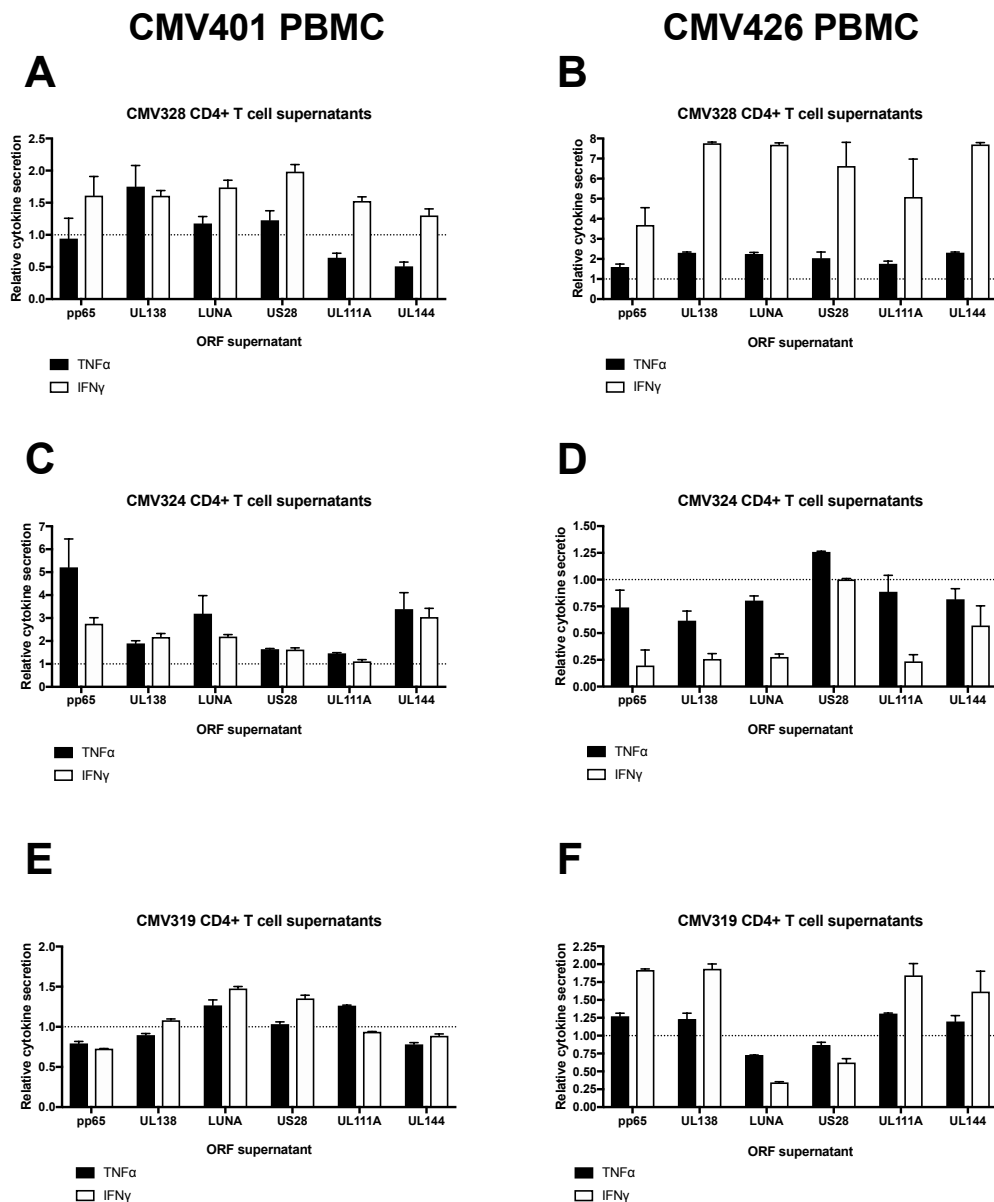 CMV401 PBMC
CMV426 PBMC
A
CMV328 CD4+ T cell supernatants
Relative cytokine secretion
2.5
2.0
1.5
1.0
0.5
0.0
pp65 UL138 LUNA US28 UL111A UL144
ORF supernatant
TNFα
IFNγ
B
CMV328 CD4+ T cell supernatants
Relative cytokine secretio
8
7
6
5
4
3
2
1
0
pp65 UL138 LUNA US28 UL111A UL144
ORF supernatant
TNFα
IFNγ
C
CMV324 CD4+ T cell supernatants
Relative cytokine secretion
7
6
5
4
3
2
1
0
pp65 UL138 LUNA US28 UL111A UL144
ORF supernatant
TNFα
IFNγ
D
CMV324 CD4+ T cell supernatants
Relative cytokine secretio
1.50
1.25
1.00
0.75
0.50
0.25
0.00
pp65 UL138 LUNA US28 UL111A UL144
ORF supernatant
TNFα
IFNγ
E
CMV319 CD4+ T cell supernatants
Relative cytokine secretion
2.0
1.5
1.0
0.5
0.0
pp65 UL138 LUNA US28 UL111A UL144
ORF supernatant
TNFα
IFNγ
F
CMV319 CD4+ T cell supernatants
Relative cytokine secretion
2.25
2.00
1.75
1.50
1.25
1.00
0.75
0.50
0.25
0.00
pp65 UL138 LUNA US28 UL111A UL144
ORF supernatant
TNFα
IFNγ